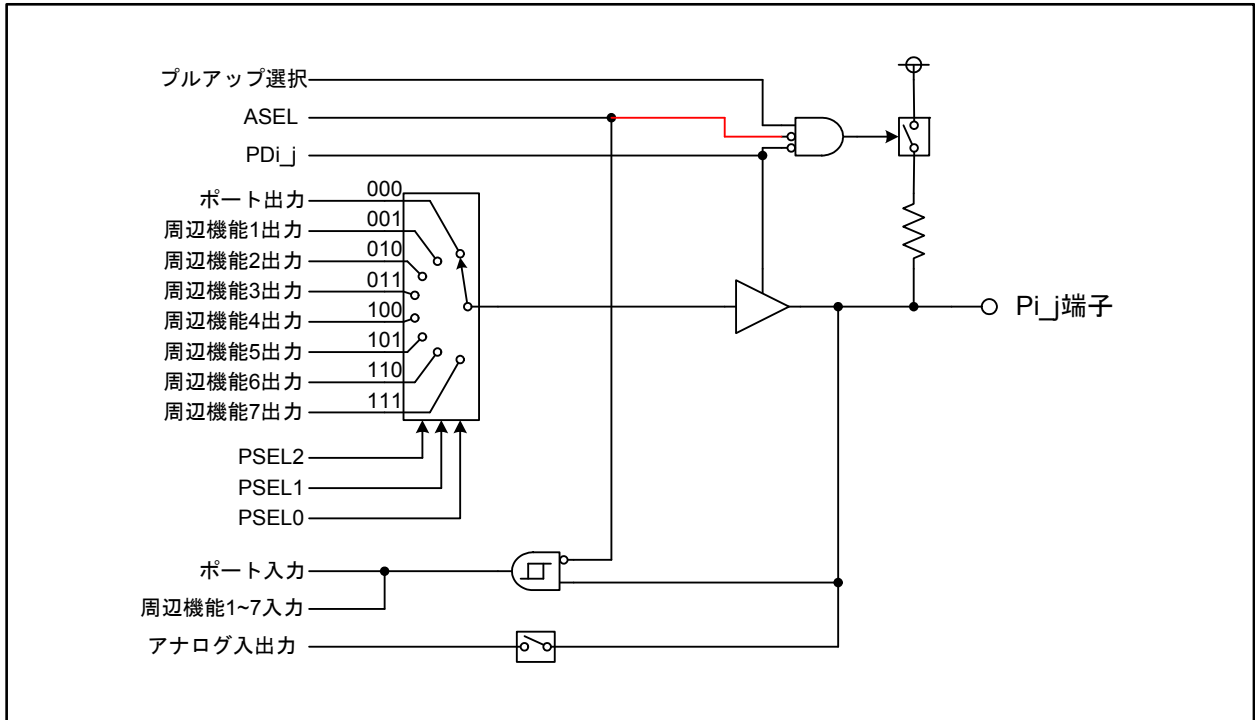 プルアップ選択
ASEL
PDi_j
ポート出力
000
周辺機能1出力
001
周辺機能2出力
010
周辺機能3出力
011
周辺機能4出力
100
周辺機能5出力
101
周辺機能6出力
110
周辺機能7出力
111
Pi_j端子
PSEL2
PSEL1
PSEL0
ポート入力
周辺機能1~7入力
アナログ入出力